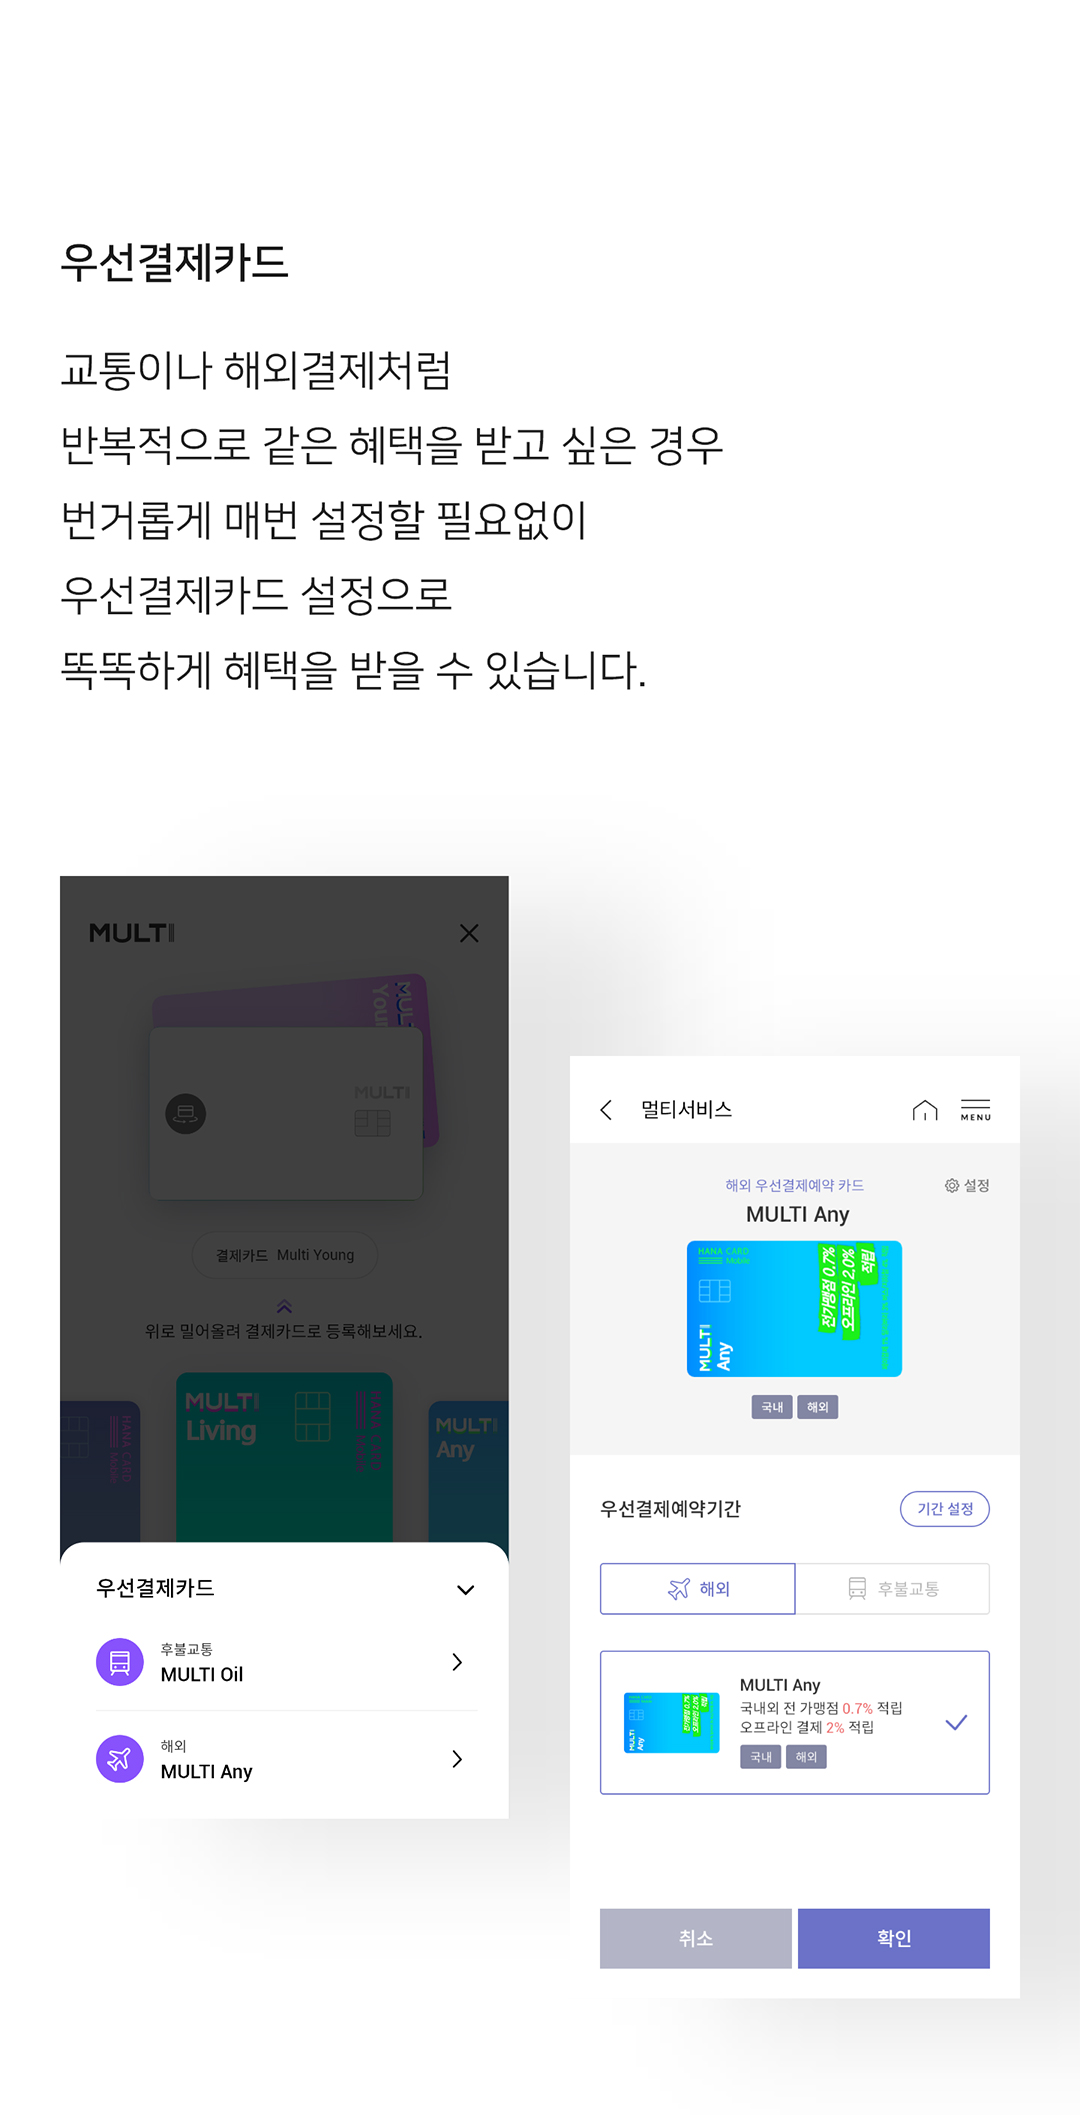 우선결제카드
교통이나 해외결제처럼
반복적으로 같은 혜택을 받고 싶은 경우
번거롭게 매번 설정할 필요없이
우선결제카드 설정으로
똑똑하게 혜택을 받을 수 있습니다.
MULTI
MULTI
결제카드 Multi Young
위로 밀어올려 결제카드로 등록해보세요.
HANA CARD
Mobile
MULTI
Living
HANA CARD
Mobile
MULTI
Any
우선결제카드
후불교통
MULTI Oil
해외
MULTI Any
멀티서비스
MENU
해외 우선결제예약 카드
설정
MULTI Any
HANA CARD
Mobile
전가맹점 0.7%
오프라인 2.0%
적립
MULTI
Any
국내 해외
우선결제예약기간
기간 설정
해외
후불교통
MULTI Any
국내외 전 가맹점 0.7% 적립
오프라인 결제 2% 적립
국내 해외
MULTI
Any
취소
확인